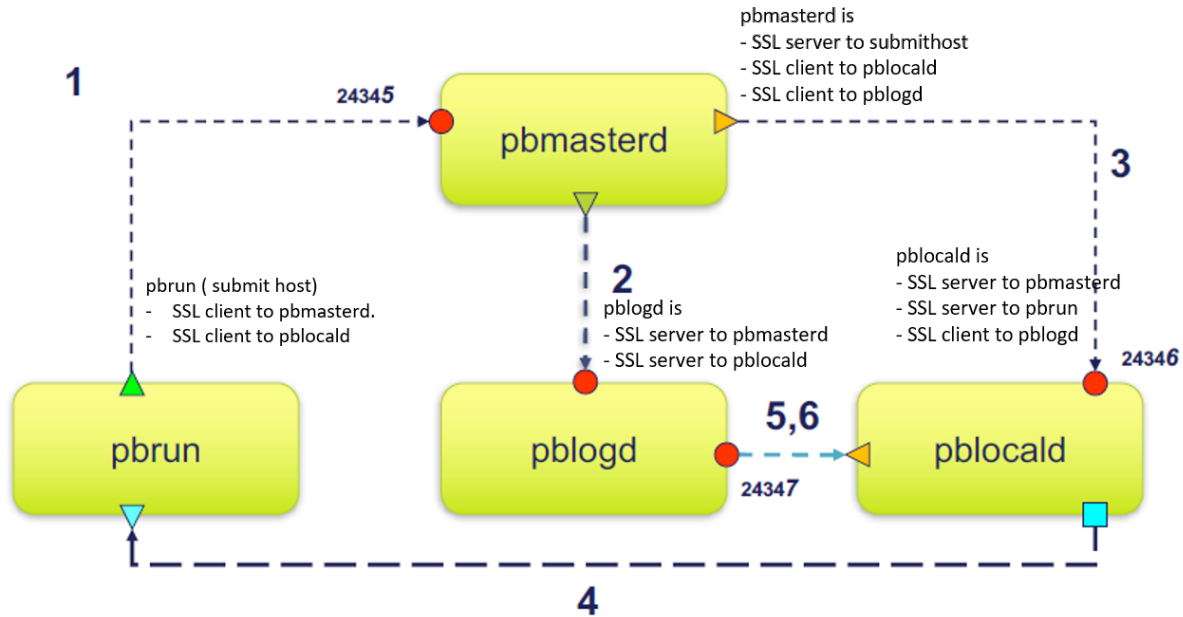 pbmasterd is
- SSL server to submithost
- SSL client to pblocald
- SSL client to pblogd
1
24345
pbmasterd
3
2
pbrun ( submit host)
- SSL client to pbmasterd.
- SSL client to pblocald
pblogd is
- SSL server to pbmasterd
- SSL server to pblocald
pblocald is
- SSL server to pbmasterd
- SSL server to pbrun
- SSL client to pblogd
24346
pbrun
pblogd
5,6
24347
pblocald
4